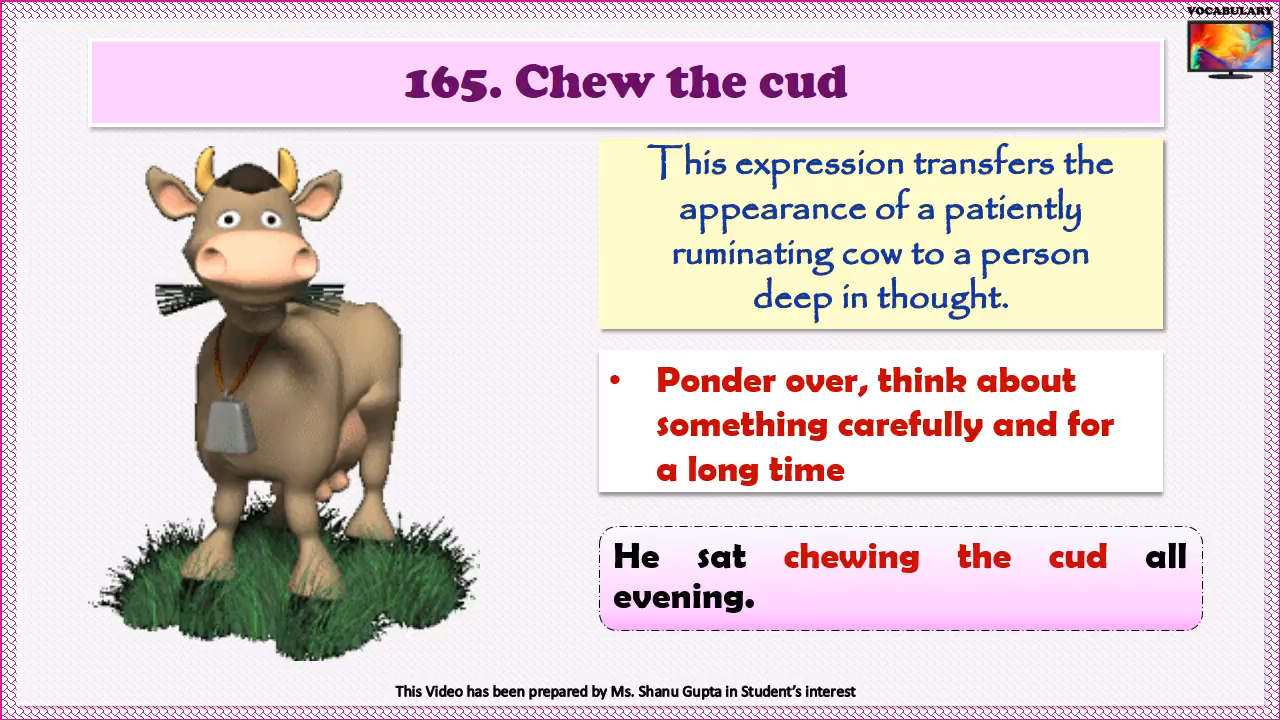 VOCABULARY
165. Chew the cud
This expression transfers the
appearance of a patiently
ruminating cow to a person
deep in thought.
• Ponder over, think about
something carefully and for
a long time
He sat chewing the cud all
evening.
This Video has been prepared by Ms. Shanu Gupta in Student's interest